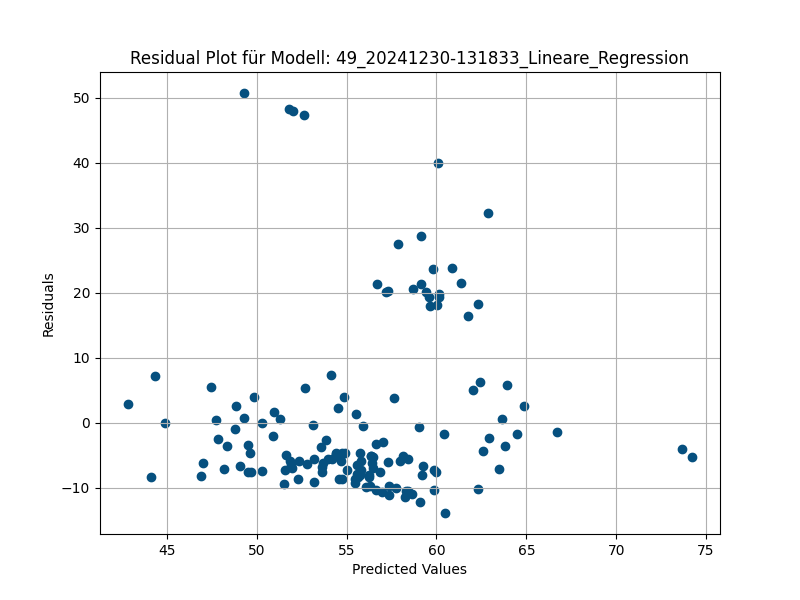 Residual Plot für Modell: 49_20241230-131833_Lineare_Regression
50
40
30
20
10
0
−10
Residuals
45 50 55 60 65 70 75
Predicted Values